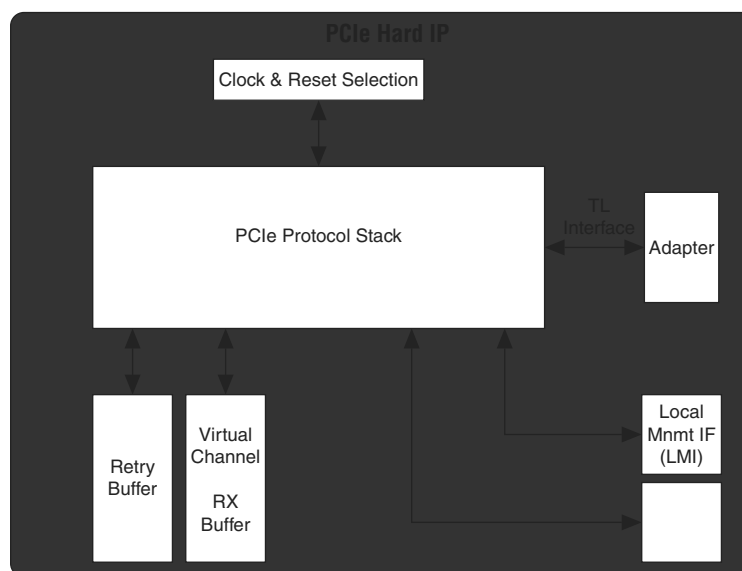 PCIe Hard IP
Clock & Reset Selection
PCIe Protocol Stack
TL
Interface
Adapter
Retry
Buffer
Virtual
Channel
RX
Buffer
Local
Mnmt IF
(LMI)